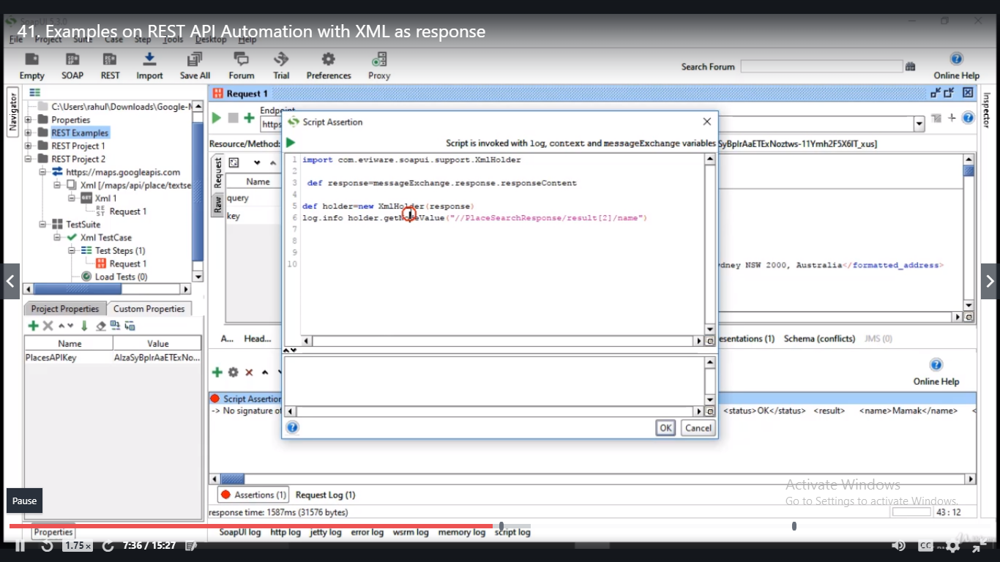 SoapUI 5.3.0
41. Examples on REST API Automation with XML as response
File Project Suite Case Step Tools Desktop Help
Empty SOAP REST Import Save All Forum Trial Preferences Proxy
Search Forum
Online Help
Navigator
C:\Users\rahul\Downloads\Google-
Properties
REST Examples
REST Project 1
REST Project 2
https://maps.googleapis.com
Xml [/maps/api/place/textse
Xml 1
Request 1
TestSuite
Xml TestCase
Test Steps (1)
Request 1
Load Tests (0)
Project Properties Custom Properties
Name Value
PlacesAPIKey
Request 1
Endpoint
https
Resource/Method:
Request
Raw
Name
query
key
Inspector
Script Assertion
Script is invoked with log, context and messageExchange variables
1 import com.eviware.soapui.support.XmlHolder
2
3 def response=messageExchange.response.responseContent
4
5 def holder=new XmlHolder(response)
6 log.info holder.getNodeValue("//PlaceSearchResponse/result[2]/name")
7
8
9
10
OK Cancel
dney NSW 2000, Australia</formatted_address>
A... Head...
esentations (1) Schema (conflicts) JMS (0)
Online Help
Script Assertion
-> No signature of
<status>OK</status> <result> <name>Mamak</name> <
Assertions (1) Request Log (1)
Activate Windows
Go to Settings to activate Windows.
response time: 1587ms (31576 bytes)
43 : 12
Pause
Properties
SoapUI log http log jetty log error log wsrm log memory log script log
1.75x 7:36 / 15:27
CC